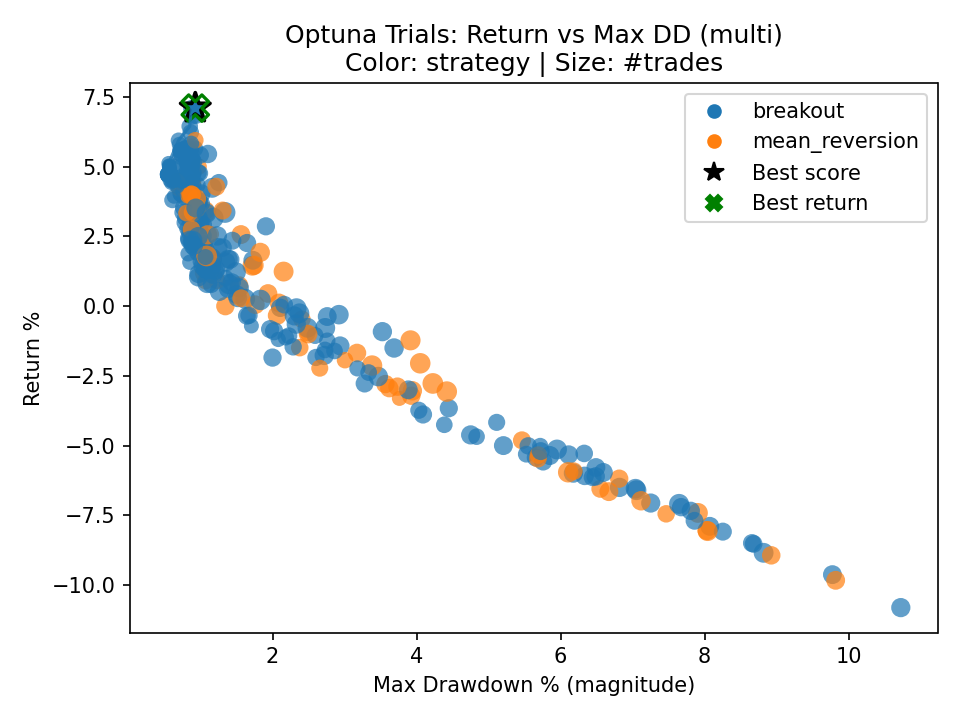 Optuna Trials: Return vs Max DD (multi)
Color: strategy | Size: #trades
7.5
5.0
2.5
0.0
−2.5
−5.0
−7.5
−10.0
Return %
breakout
mean_reversion
Best score
Best return
2
4
6
8
10
Max Drawdown % (magnitude)